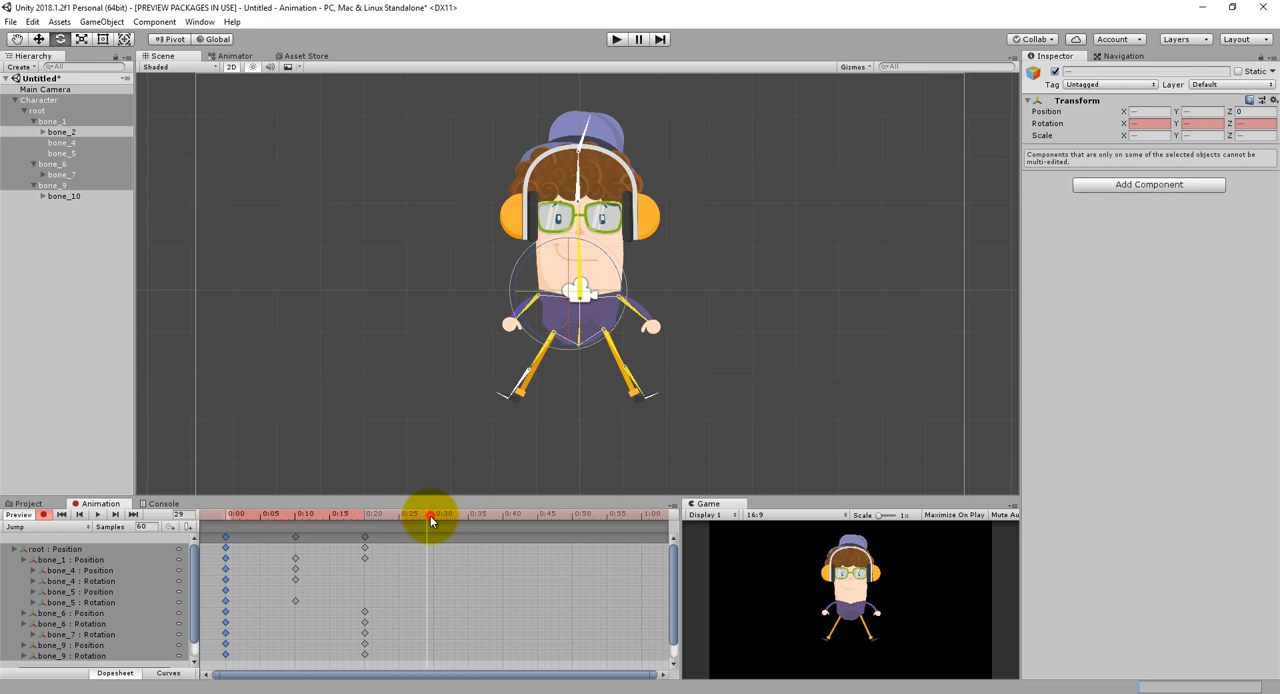 Unity 2018.1.2f1 Personal (64bit) - [PREVIEW PACKAGES IN USE] - Untitled - Animation - PC, Mac & Linux Standalone* <DX11>
File Edit Assets GameObject Component Window Help
Pivot Global Collab Account Layers Layout
Hierarchy Scene Animator Asset Store Inspector Navigation
Create All Shaded 2D Gizmos All Static
Untitled*
Main Camera
Character
root
bone_1
bone_2
bone_4
bone_5
bone_6
bone_7
bone_9
bone_10
Tag Untagged Layer Default
Transform
Position X — Y — Z 0
Rotation X — Y — Z —
Scale X — Y — Z —
Components that are only on some of the selected objects cannot be
multi-edited.
Add Component
Project Animation Console Game
Preview 29 0:00 0:05 0:10 0:15 0:20 0:25 0:30 0:35 0:40 0:45 0:50 0:55 1:00
Display 1 16:9 Scale 1x Maximize On Play Mute Au
Jump Samples 60
root : Position
bone_1 : Position
bone_4 : Position
bone_4 : Rotation
bone_5 : Position
bone_5 : Rotation
bone_6 : Position
bone_6 : Rotation
bone_7 : Rotation
bone_9 : Position
bone_9 : Rotation
Dopesheet Curves